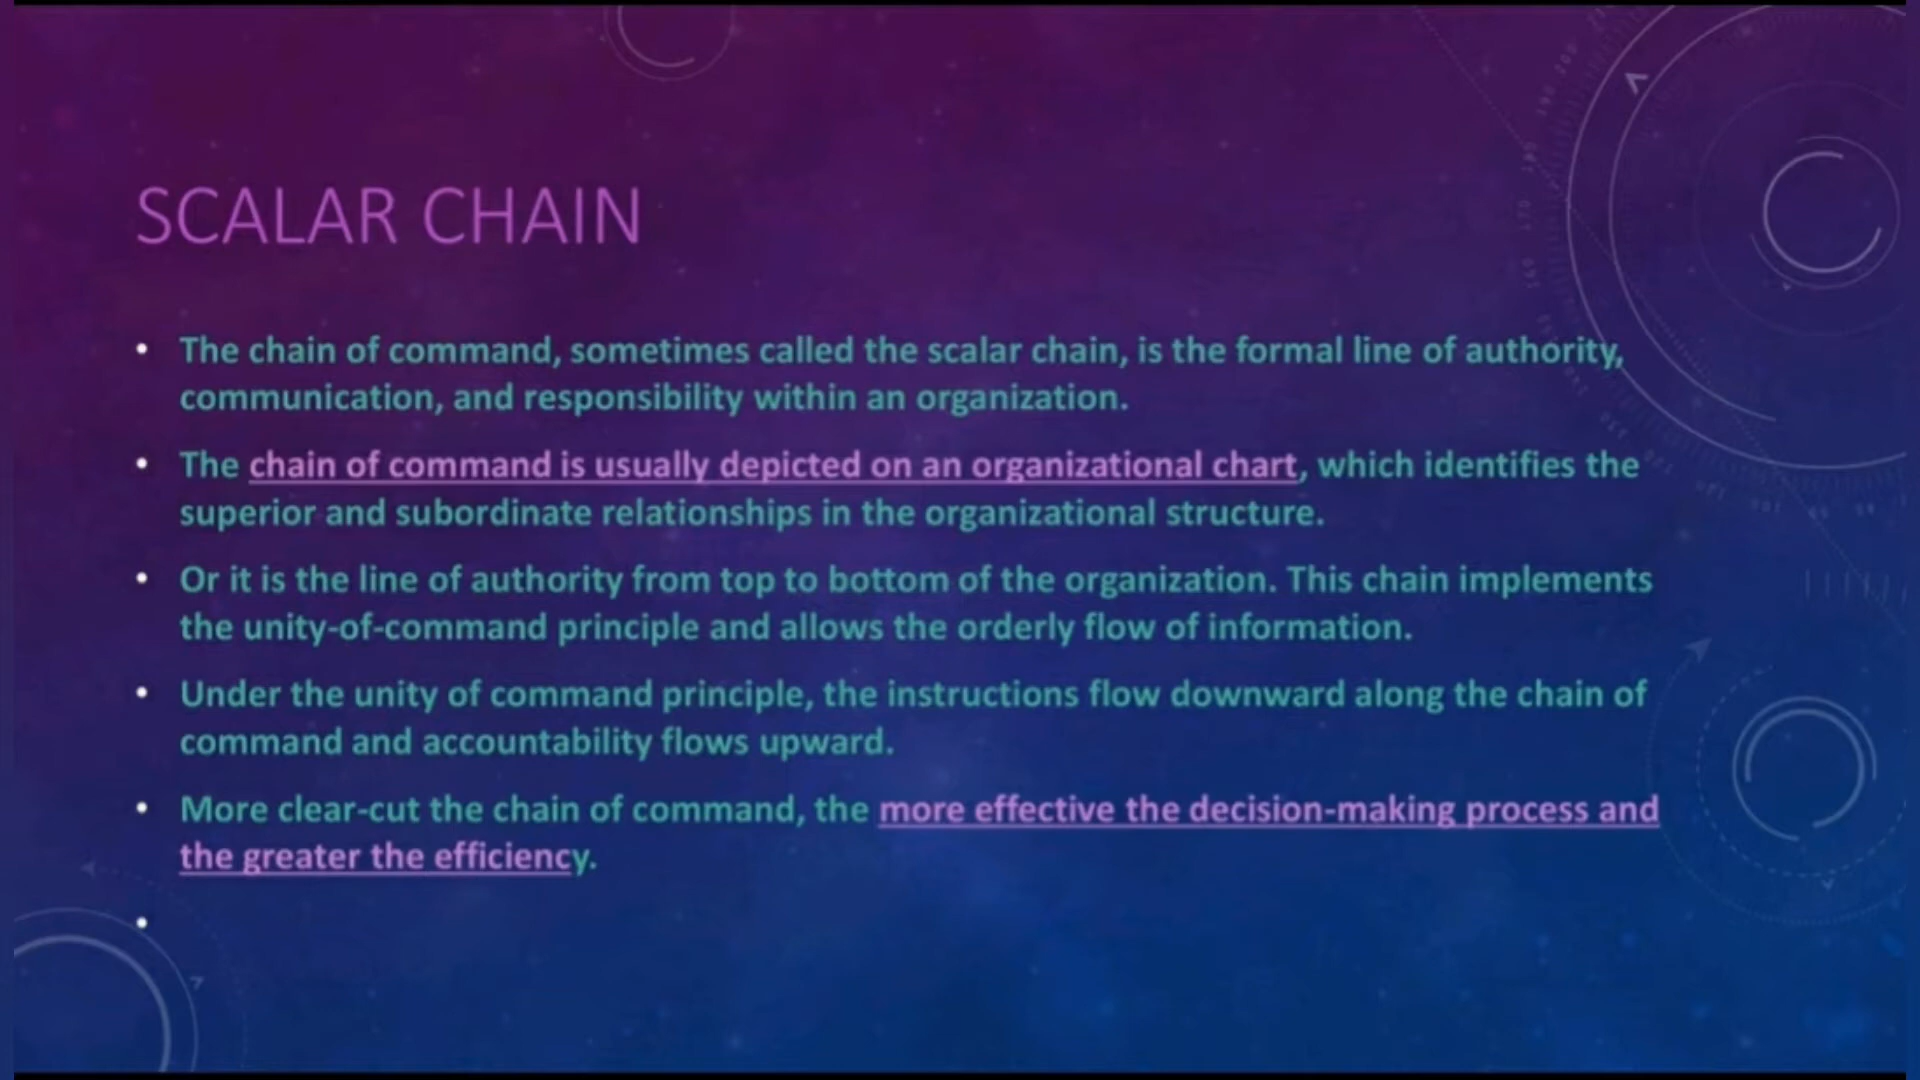 SCALAR CHAIN
• The chain of command, sometimes called the scalar chain, is the formal line of authority,
communication, and responsibility within an organization.
• The chain of command is usually depicted on an organizational chart, which identifies the
superior and subordinate relationships in the organizational structure.
• Or it is the line of authority from top to bottom of the organization. This chain implements
the unity-of-command principle and allows the orderly flow of information.
• Under the unity of command principle, the instructions flow downward along the chain of
command and accountability flows upward.
• More clear-cut the chain of command, the more effective the decision-making process and
the greater the efficiency.
•